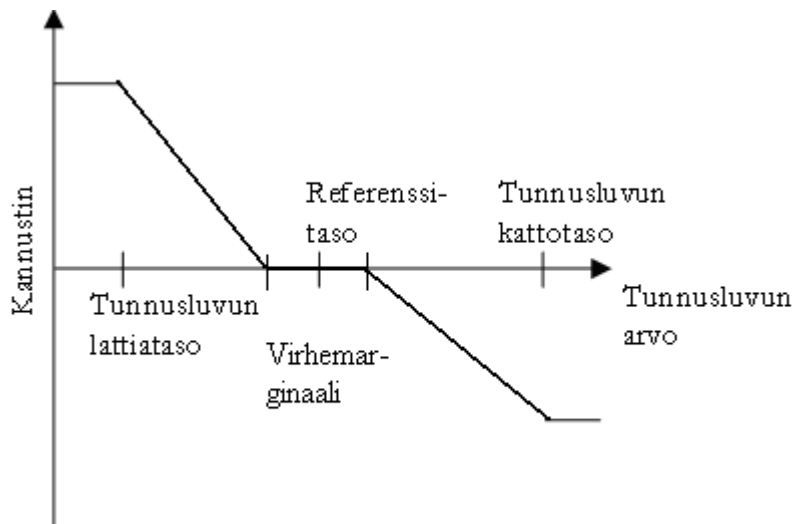 Kannustin
Referenssi-
taso
Tunnusluvun
kattotaso
Tunnusluvun
lattiataso
Virhemar-
ginaali
Tunnusluvun
arvo